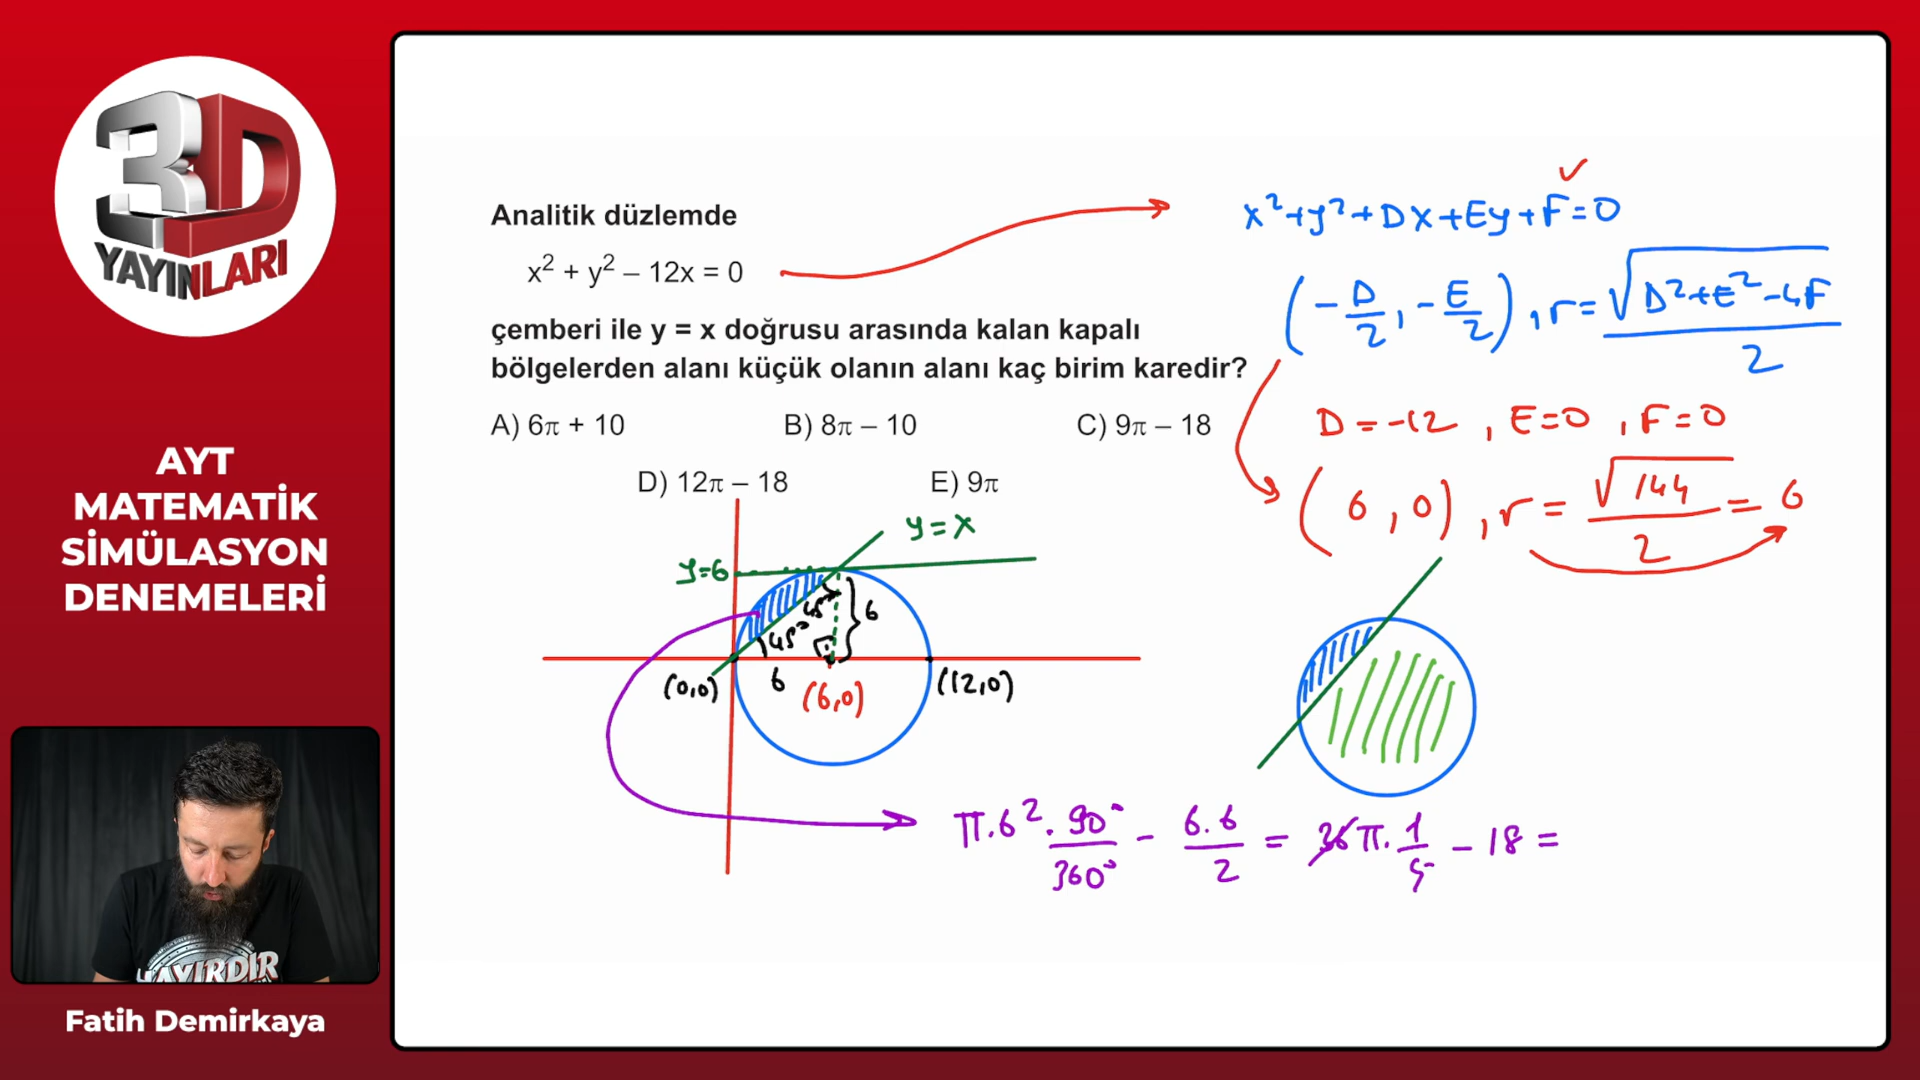 3D
YAYINLARI
AYT
MATEMATİK
SİMÜLASYON
DENEMELERİ
HAYIRDIR
Fatih Demirkaya
Analitik düzlemde
x² + y² – 12x = 0
çemberi ile y = x doğrusu arasında kalan kapalı
bölgelerden alanı küçük olanın alanı kaç birim karedir?
A) 6π + 10 B) 8π – 10 C) 9π – 18
D) 12π – 18 E) 9π
x²+y²+Dx+Ey+F=0
(-D/2, -E/2), r=√(D²+E²-4F)/2
D=-12, E=0, F=0
(6,0), r=√144/2=6
y=x
y=6
45°
45°
6
(0,0)
6
(6,0)
(12,0)
π.6².90°/360° - 6.6/2 = 36π.1/4 - 18 =